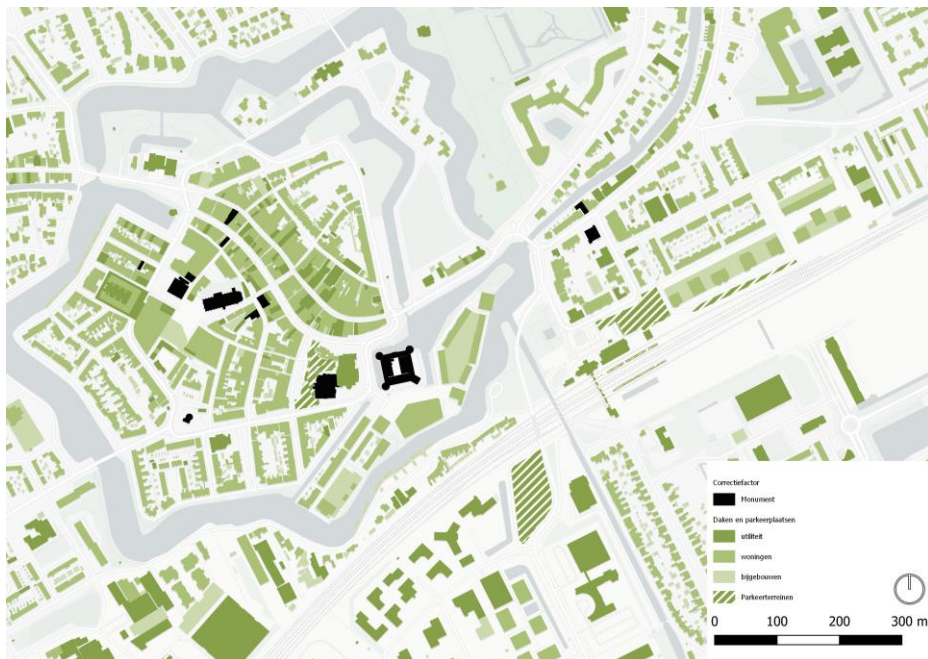 Correctiefactor
Monument
Daken en parkeerplaatsen
utiliteit
woningen
bijgebouwen
Parkeerterreinen
0 100 200 300 m